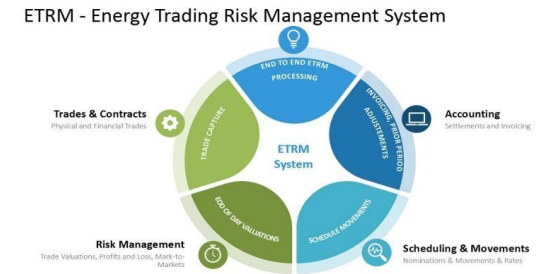 ETRM - Energy Trading Risk Management System
END TO END ETRM
PROCESSING
Trades & Contracts
Physical and Financial Trades
TRADE CAPTURE
INVOICING, PRIOR PERIOD
ADJUSTEMENTS
Accounting
Settlements and Invoicing
ETRM
System
EOD OF DAY VALUATIONS
SCHEDULE MOVEMENTS
Risk Management
Trade Valuations, Profits and Loss, Mark-to-
Markets
Scheduling & Movements
Nominations & Movements & Rates